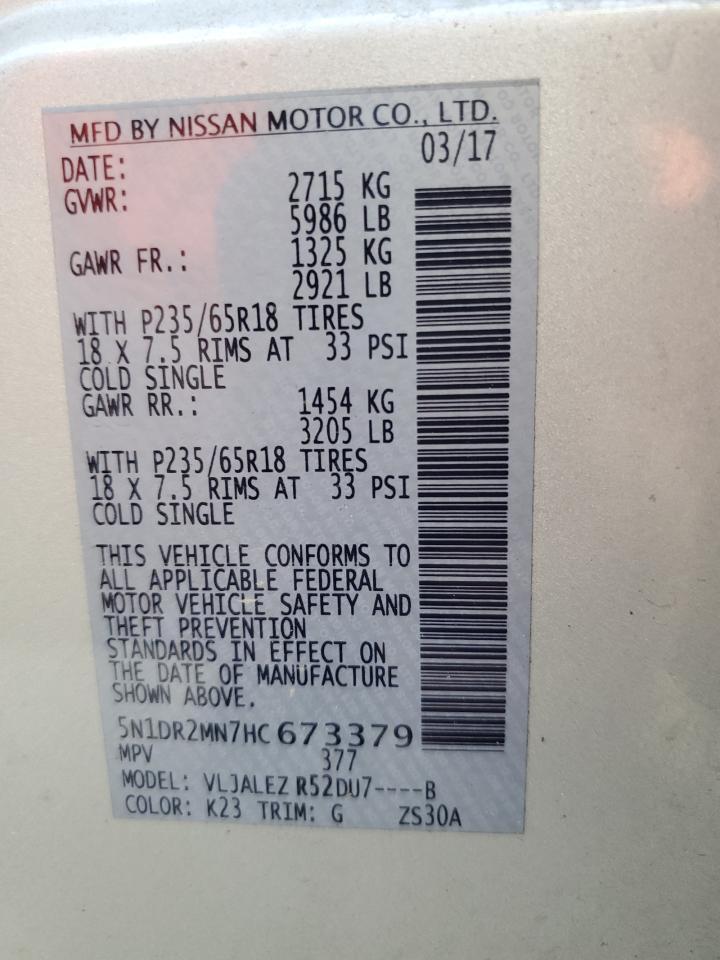 MFD BY NISSAN MOTOR CO., LTD.
DATE: 03/17
GVWR: 2715 KG
5986 LB
GAWR FR.: 1325 KG
2921 LB
WITH P235/65R18 TIRES
18 X 7.5 RIMS AT 33 PSI
COLD SINGLE
GAWR RR.: 1454 KG
3205 LB
WITH P235/65R18 TIRES
18 X 7.5 RIMS AT 33 PSI
COLD SINGLE
THIS VEHICLE CONFORMS TO
ALL APPLICABLE FEDERAL
MOTOR VEHICLE SAFETY AND
THEFT PREVENTION
STANDARDS IN EFFECT ON
THE DATE OF MANUFACTURE
SHOWN ABOVE.
5N1DR2MN7HC673379
MPV 377
MODEL: VLJALEZ R52DU7----B
COLOR: K23 TRIM: G ZS30A